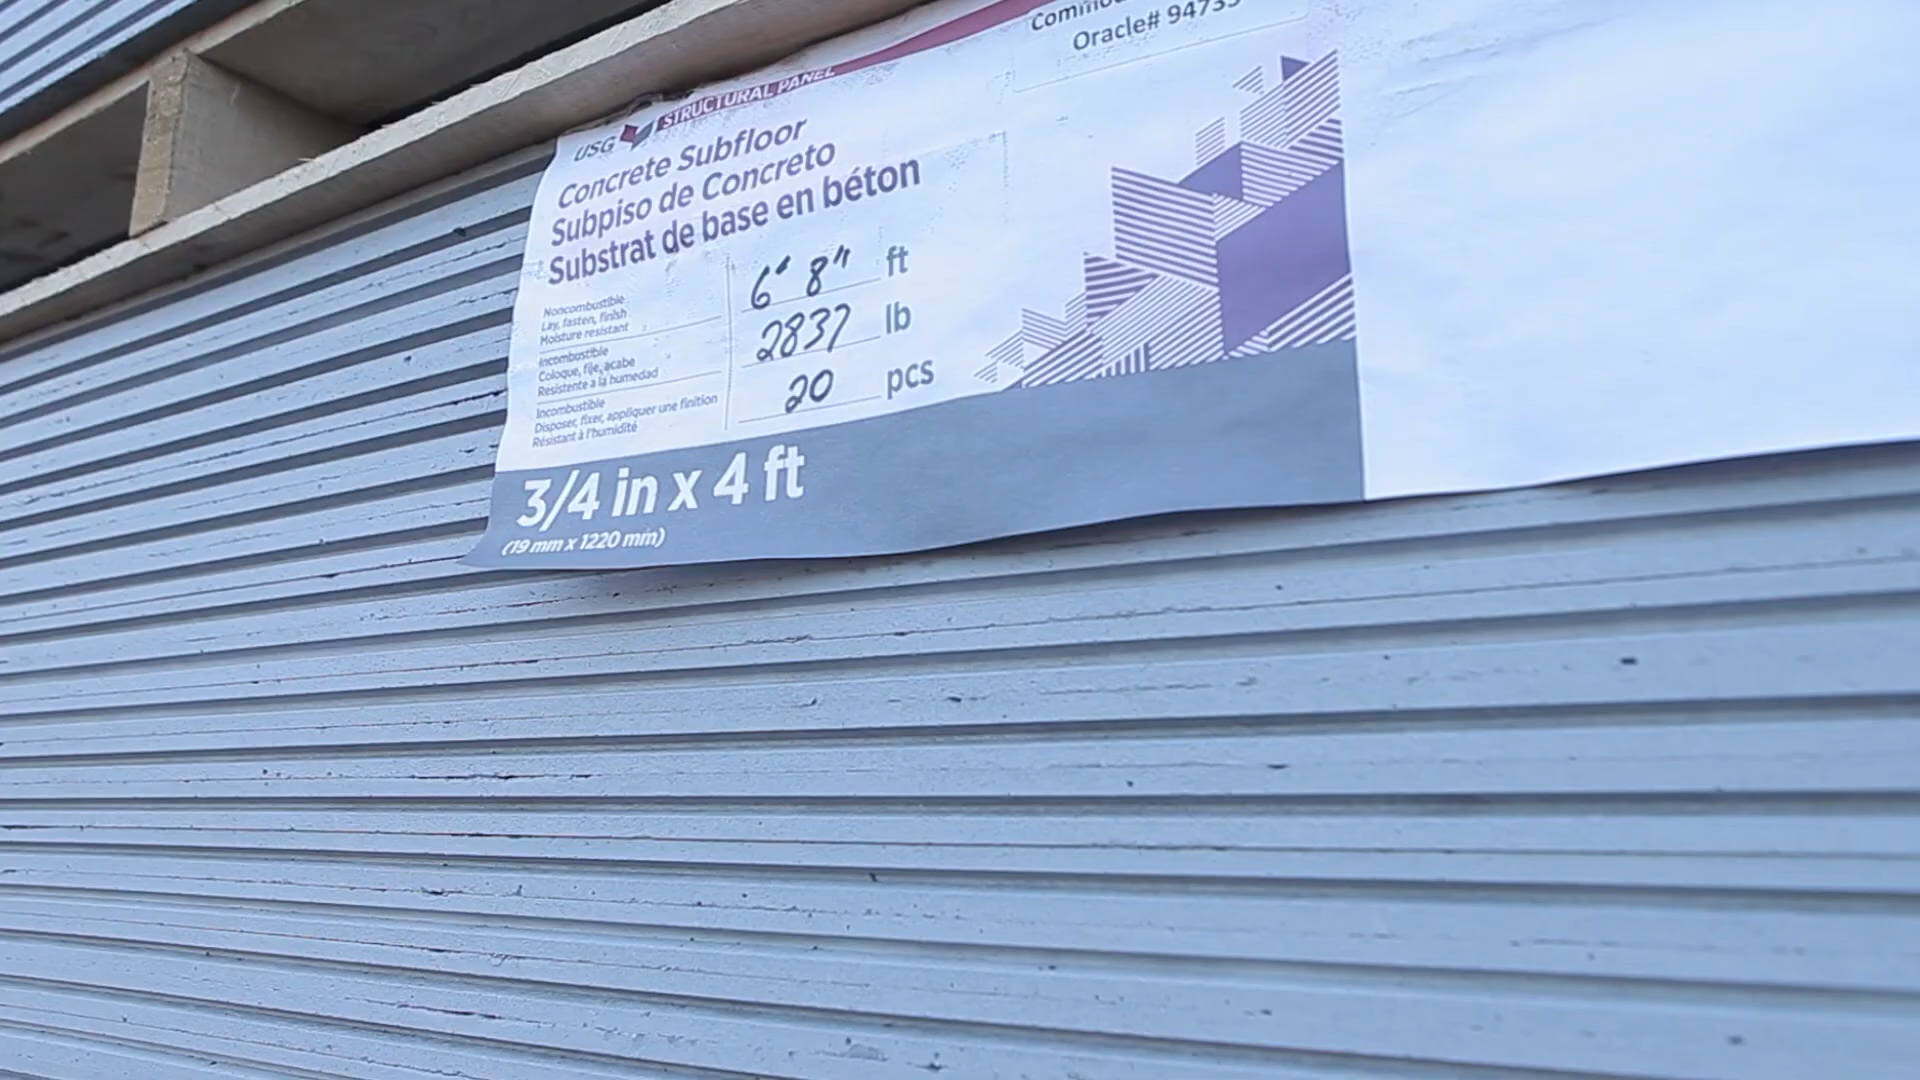 Oracle#
USG STRUCTURAL PANEL
Concrete Subfloor
Subpiso de Concreto
Substrat de base en béton
Noncombustible
Lay, fasten, finish
Moisture resistant
Incombustible
Coloque, fije, acabe
Resistente a la humedad
Incombustible
Disposer, fixer, appliquer une finition
Résistant à l'humidité
6' 8" ft
2837 lb
20 pcs
3/4 in x 4 ft
(19 mm x 1220 mm)